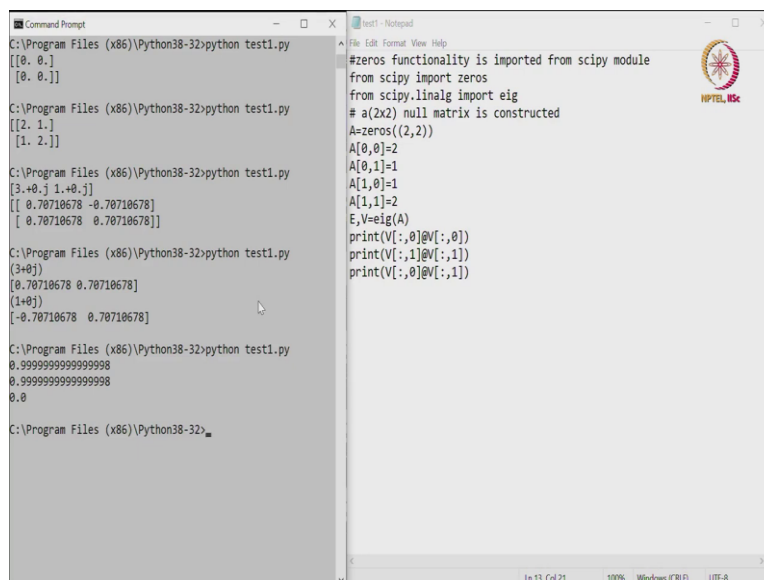 Command Prompt
C:\Program Files (x86)\Python38-32>python test1.py
[[0. 0.]
 [0. 0.]]
C:\Program Files (x86)\Python38-32>python test1.py
[[2. 1.]
 [1. 2.]]
C:\Program Files (x86)\Python38-32>python test1.py
[3.+0.j 1.+0.j]
[[ 0.70710678 -0.70710678]
 [ 0.70710678  0.70710678]]
C:\Program Files (x86)\Python38-32>python test1.py
(3+0j)
[0.70710678 0.70710678]
(1+0j)
[-0.70710678  0.70710678]
C:\Program Files (x86)\Python38-32>python test1.py
0.9999999999999998
0.9999999999999998
0.0
C:\Program Files (x86)\Python38-32>
test1 - Notepad
File Edit Format View Help
#zeros functionality is imported from scipy module
from scipy import zeros
from scipy.linalg import eig
# a(2x2) null matrix is constructed
A=zeros((2,2))
A[0,0]=2
A[0,1]=1
A[1,0]=1
A[1,1]=2
E,V=eig(A)
print(V[:,0]@V[:,0])
print(V[:,1]@V[:,1])
print(V[:,0]@V[:,1])
NPTEL, IISc
Ln 13, Col 21 100% Windows (CRLF) UTF-8